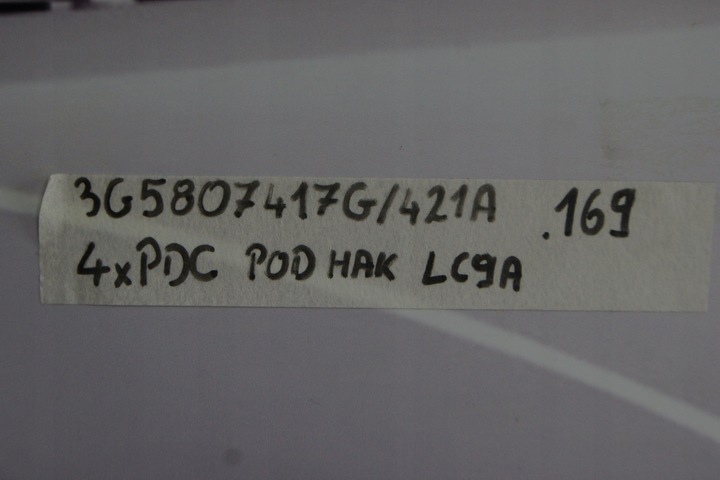 3G5807417G/421A .169
4xPDC POD HAK LC9A